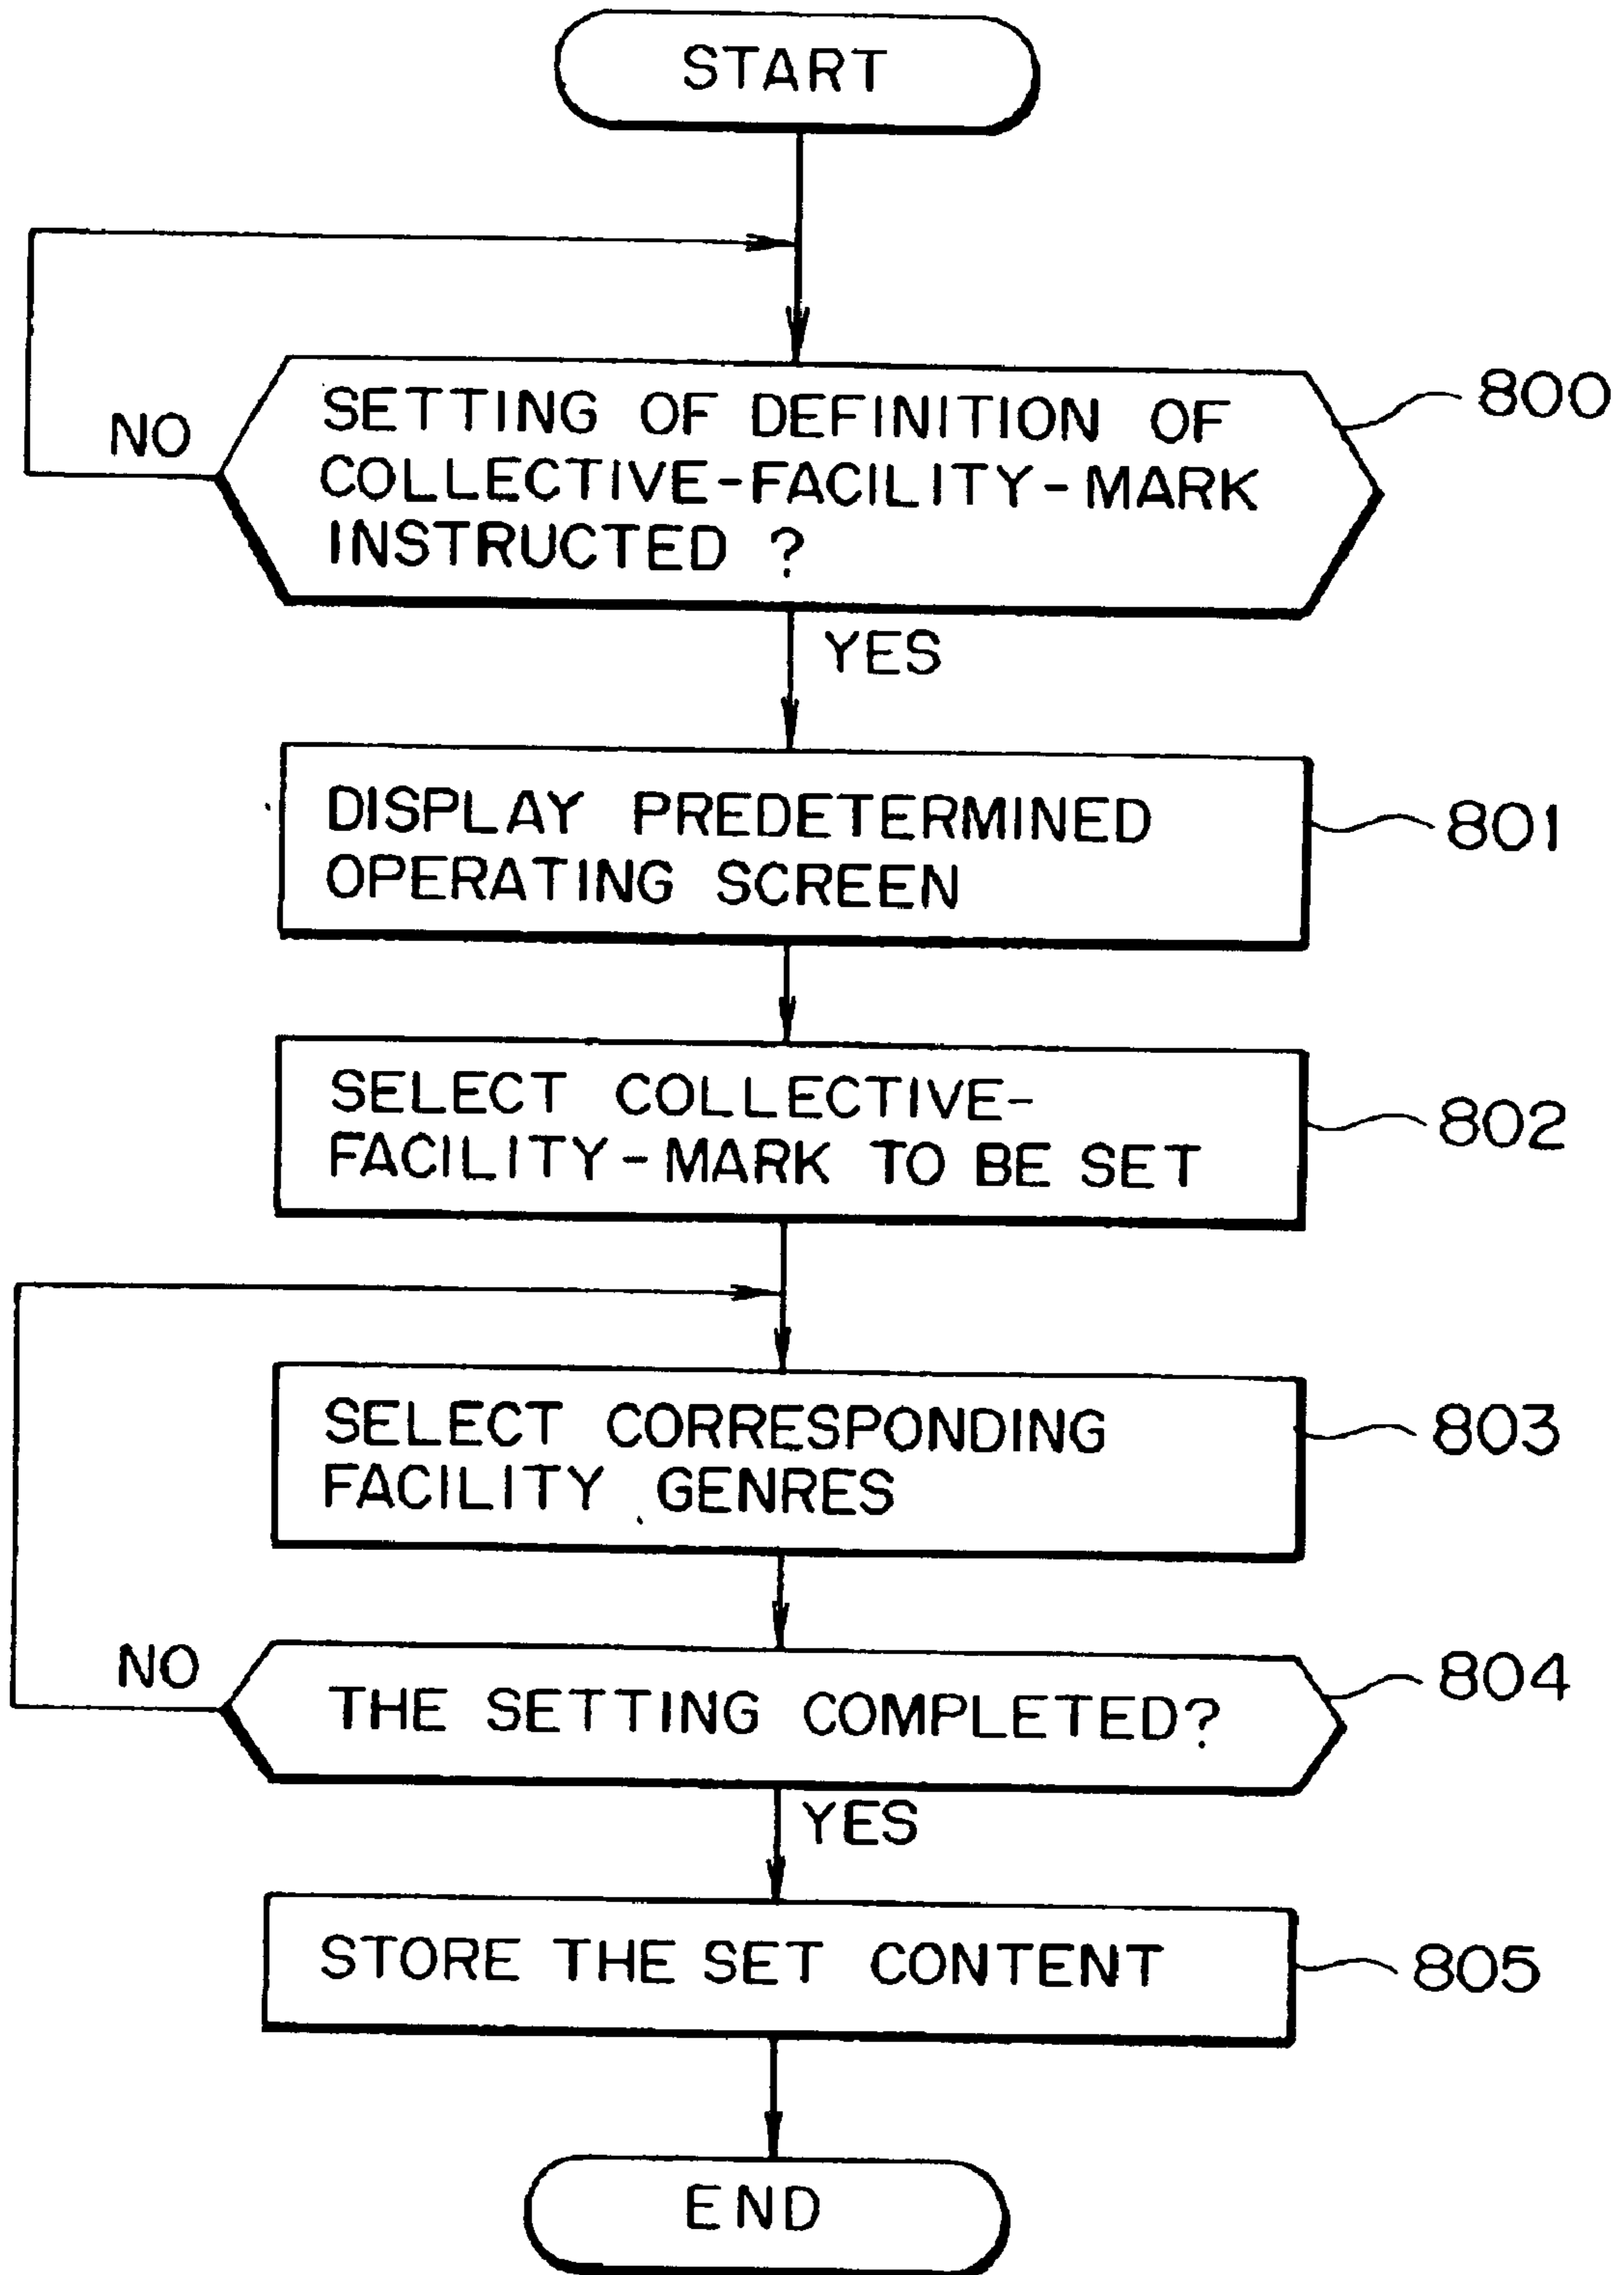 START
NO
SETTING OF DEFINITION OF
COLLECTIVE-FACILITY-MARK
INSTRUCTED ?
800
YES
DISPLAY PREDETERMINED
OPERATING SCREEN
801
SELECT COLLECTIVE-
FACILITY-MARK TO BE SET
802
SELECT CORRESPONDING
FACILITY GENRES
803
NO
THE SETTING COMPLETED?
804
YES
STORE THE SET CONTENT
805
END